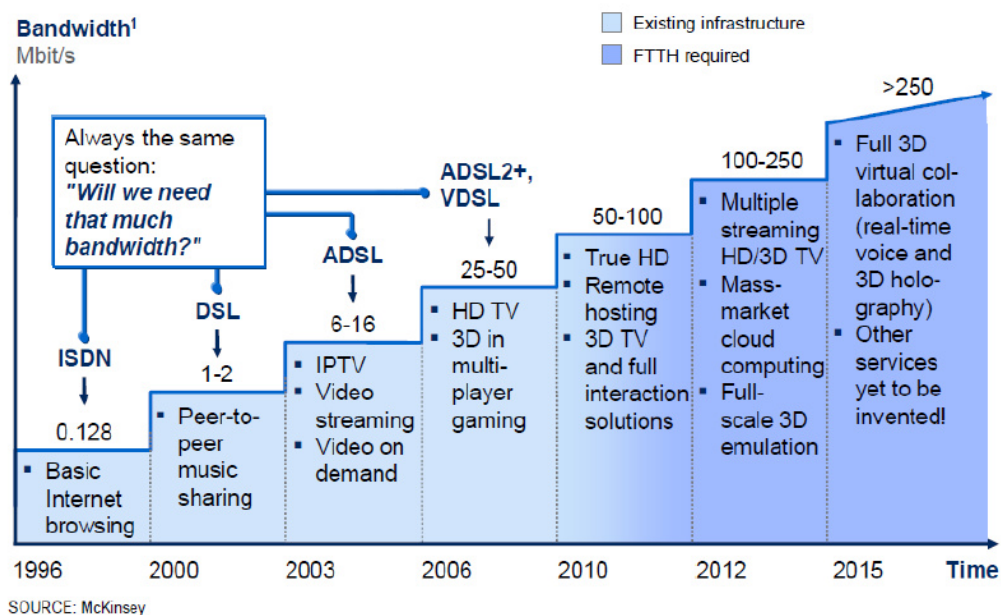 Bandwidth¹
Mbit/s
Existing infrastructure
FTTH required
Always the same
question:
"Will we need
that much
bandwidth?"
ISDN
0.128
▪ Basic
Internet
browsing
DSL
1-2
▪ Peer-to-
peer
music
sharing
ADSL
6-16
▪ IPTV
▪ Video
streaming
▪ Video on
demand
ADSL2+,
VDSL
25-50
▪ HD TV
▪ 3D in
multi-
player
gaming
50-100
▪ True HD
▪ Remote
hosting
▪ 3D TV
and full
interaction
solutions
100-250
▪ Multiple
streaming
HD/3D TV
▪ Mass-
market
cloud
computing
▪ Full-
scale 3D
emulation
>250
▪ Full 3D
virtual col-
laboration
(real-time
voice and
3D holo-
graphy)
▪ Other
services
yet to be
invented!
1996 2000 2003 2006 2010 2012 2015 Time
SOURCE: McKinsey